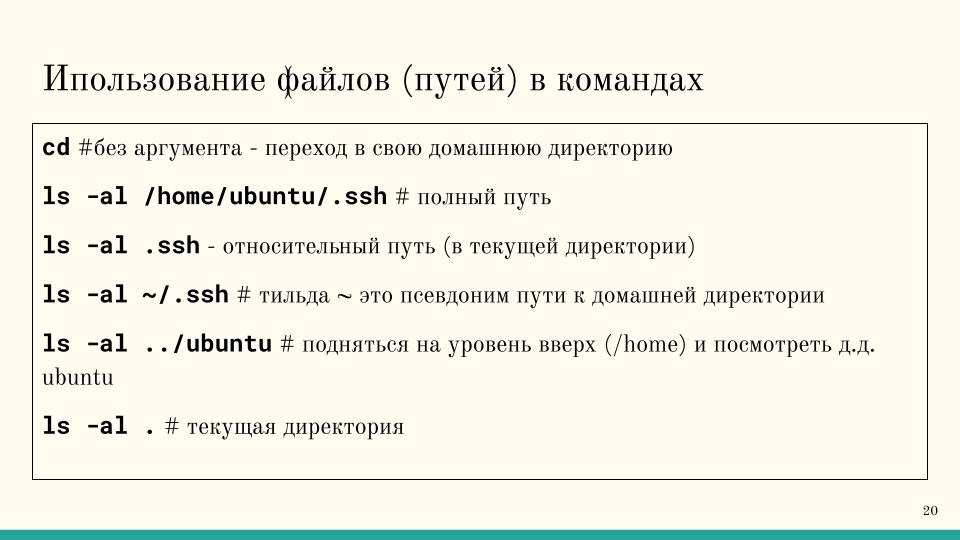 Ипользование файлов (путей) в командах
cd #без аргумента - переход в свою домашнюю директорию
ls -al /home/ubuntu/.ssh # полный путь
ls -al .ssh - относительный путь (в текущей директории)
ls -al ~/.ssh # тильда ~ это псевдоним пути к домашней директории
ls -al ../ubuntu # подняться на уровень вверх (/home) и посмотреть д.д.
ubuntu
ls -al . # текущая директория
20